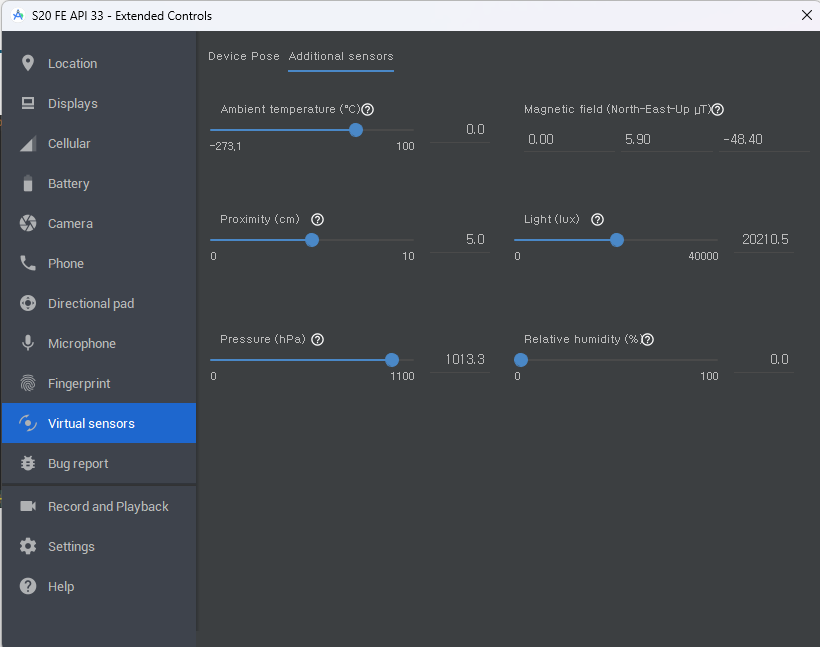 S20 FE API 33 - Extended Controls
Location
Displays
Cellular
Battery
Camera
Phone
Directional pad
Microphone
Fingerprint
Virtual sensors
Bug report
Record and Playback
Settings
Help
Device Pose Additional sensors
Ambient temperature (°C)
0.0
-273,1 100
Magnetic field (North-East-Up μT)
0.00 5.90 -48.40
Proximity (cm)
5.0
0 10
Light (lux)
20210.5
0 40000
Pressure (hPa)
1013.3
0 1100
Relative humidity (%)
0.0
0 100